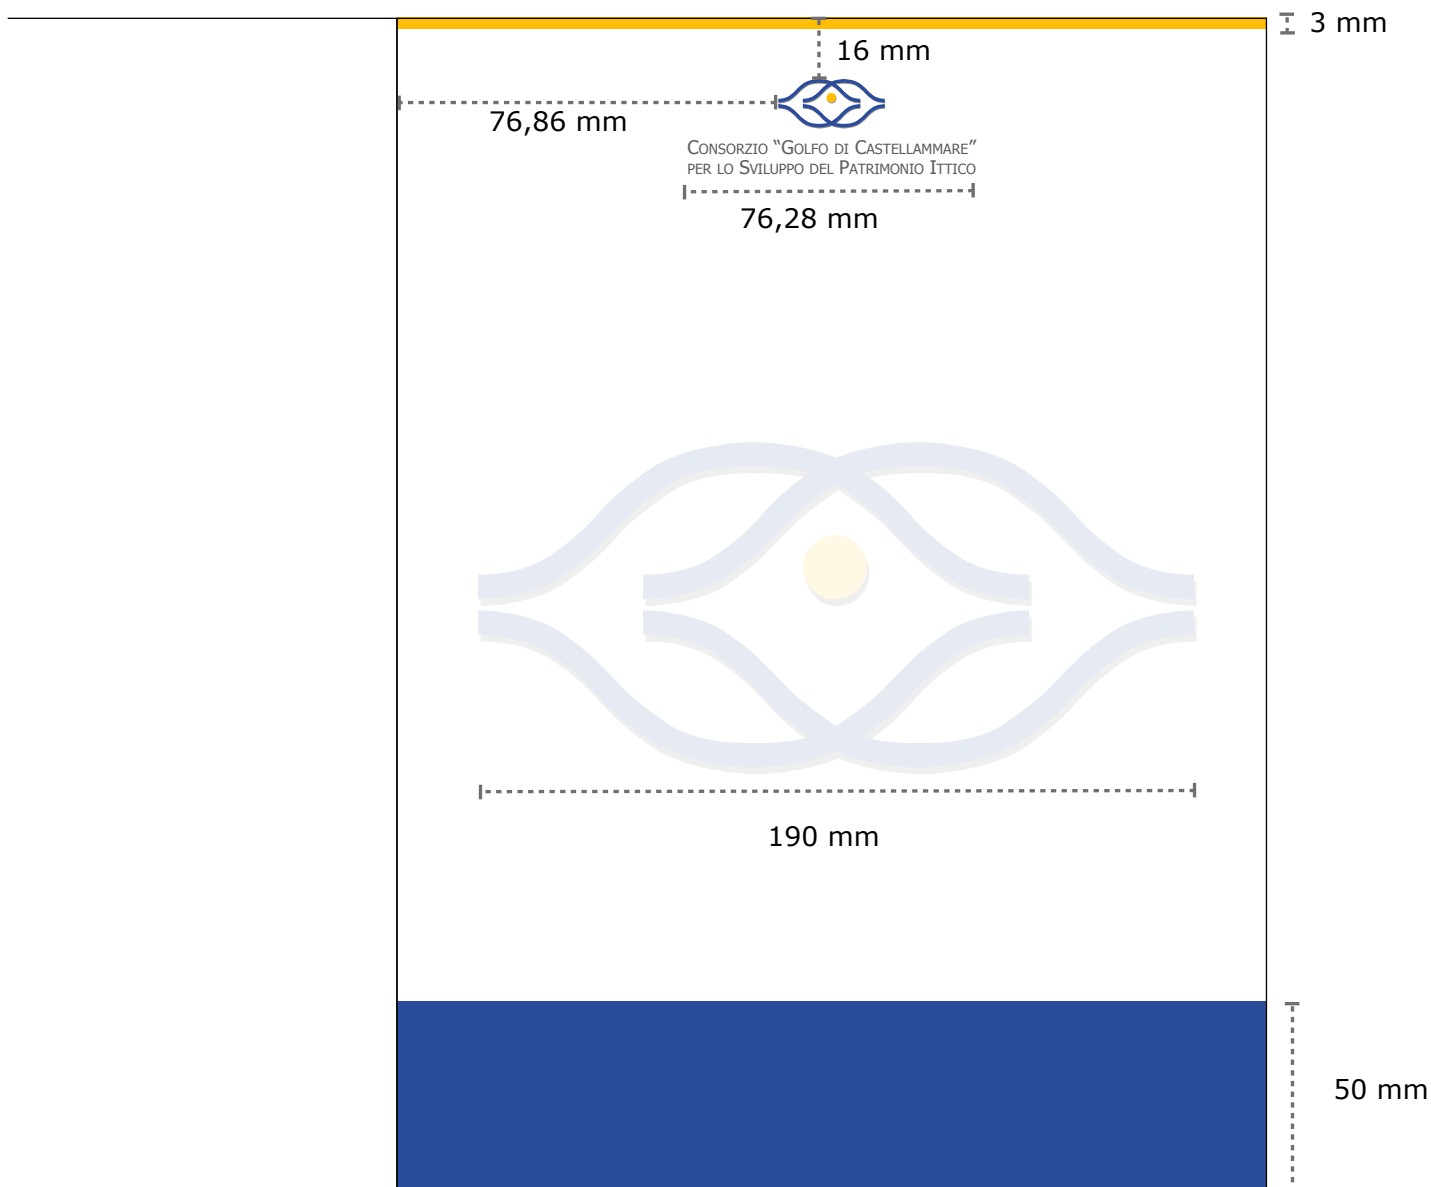 3 mm
16 mm
76,86 mm
Consorzio “Golfo di Castellammare”
per lo Sviluppo del Patrimonio Ittico
76,28 mm
190 mm
50 mm